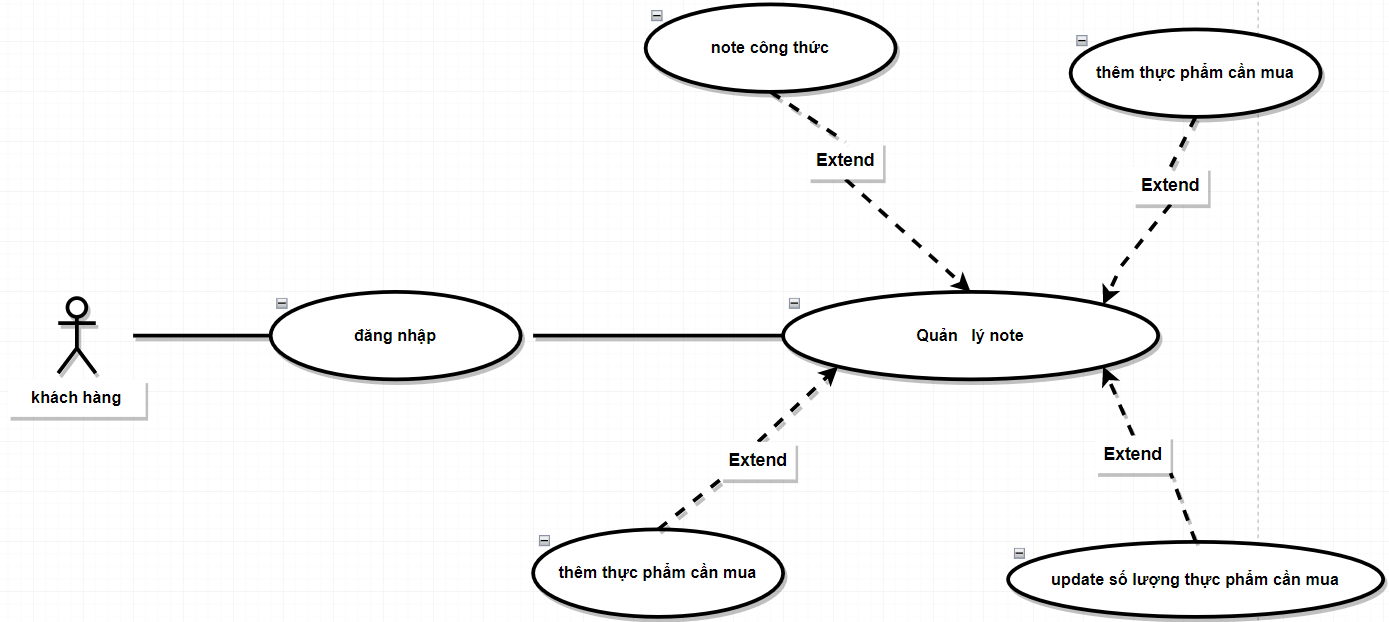 note công thức
thêm thực phẩm cần mua
Extend
Extend
đăng nhập
Quản lý note
khách hàng
Extend
Extend
thêm thực phẩm cần mua
update số lượng thực phẩm cần mua